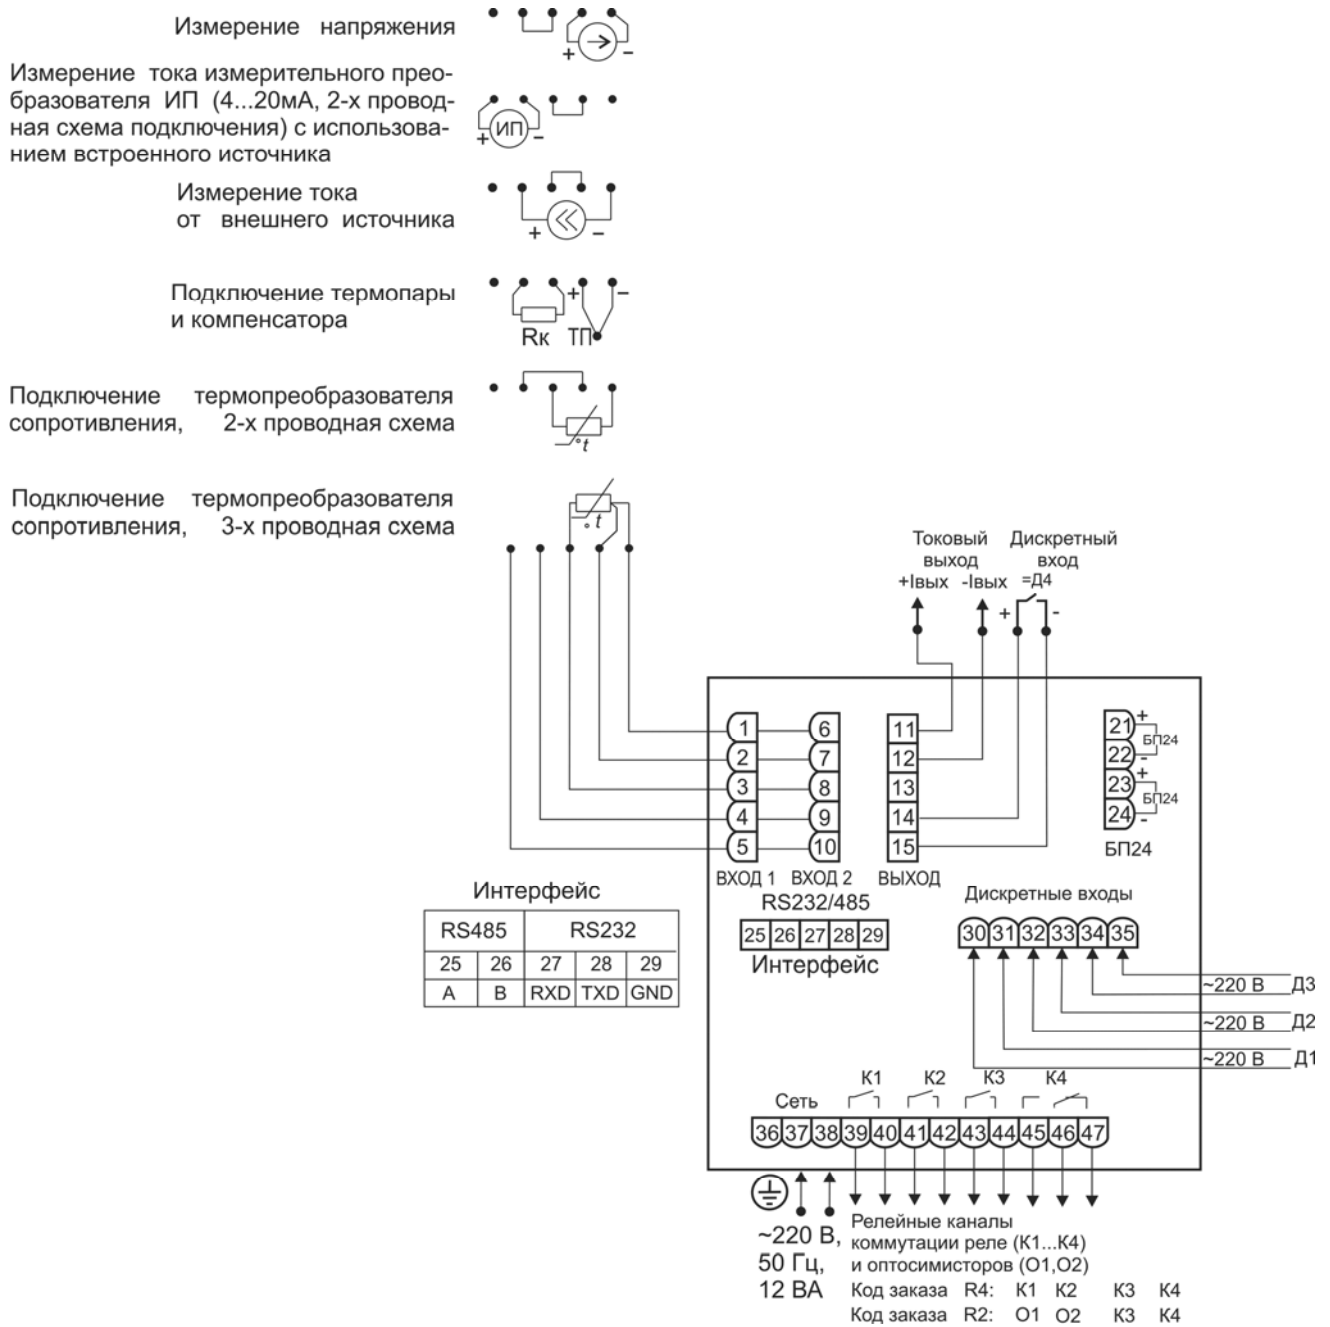 Измерение напряжения
+ -
Измерение тока измерительного прео-
бразователя ИП (4...20мА, 2-х провод-
ная схема подключения) с использова-
нием встроенного источника
ИП
+ -
Измерение тока
от внешнего источника
+ -
Подключение термопары
и компенсатора
+ -
Rк ТП
Подключение термопреобразователя
сопротивления, 2-х проводная схема
°t
Подключение термопреобразователя
сопротивления, 3-х проводная схема
°t
Токовый выход
+Iвых -Iвых
Дискретный вход
=Д4
+ -
1 6 11 21 +
2 7 12 22 -
БП24
3 8 13 23 +
4 9 14 24 -
БП24
5 10 15 БП24
ВХОД 1 ВХОД 2 ВЫХОД
RS232/485
25 26 27 28 29
Интерфейс
Дискретные входы
30 31 32 33 34 35
Интерфейс
RS485 RS232
25 26 27 28 29
A B RXD TXD GND
~220 В Д3
~220 В Д2
~220 В Д1
Сеть К1 К2 К3 К4
36 37 38 39 40 41 42 43 44 45 46 47
~220 В,
50 Гц,
12 ВА
Релейные каналы
коммутации реле (К1...К4)
и оптосимисторов (О1,О2)
Код заказа R4: К1 К2 К3 К4
Код заказа R2: О1 О2 К3 К4